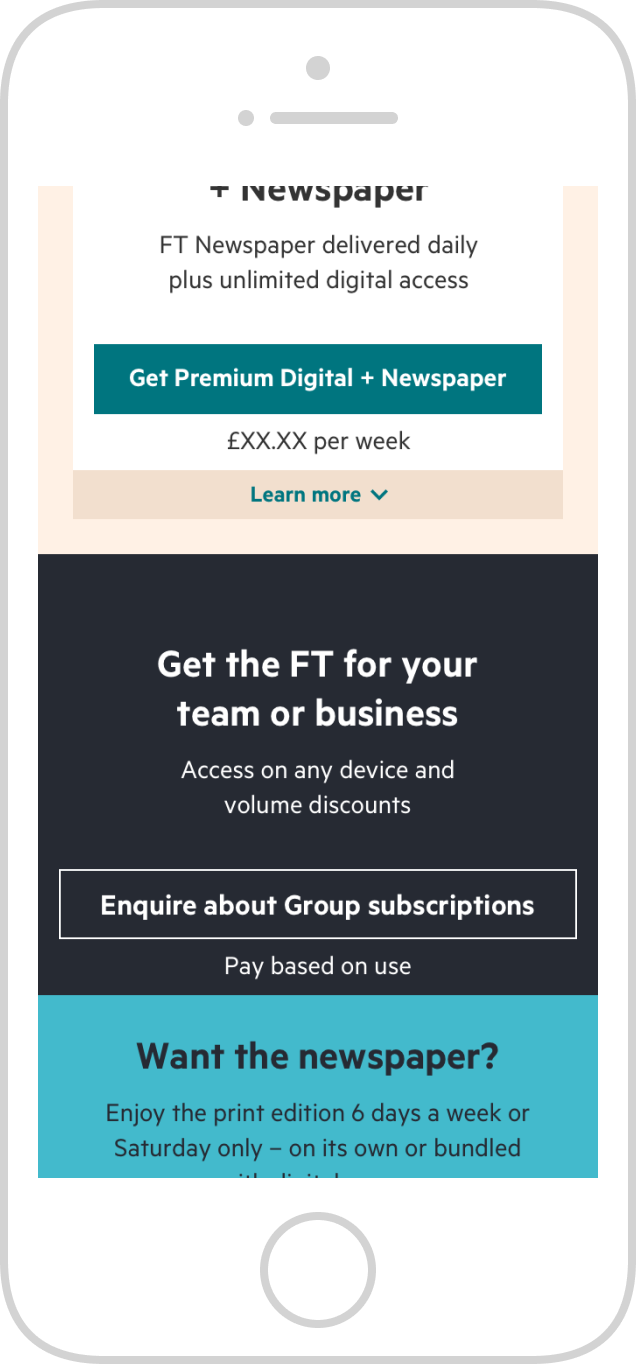 + Newspaper
FT Newspaper delivered daily
plus unlimited digital access
Get Premium Digital + Newspaper
£XX.XX per week
Learn more
Get the FT for your
team or business
Access on any device and
volume discounts
Enquire about Group subscriptions
Pay based on use
Want the newspaper?
Enjoy the print edition 6 days a week or
Saturday only – on its own or bundled